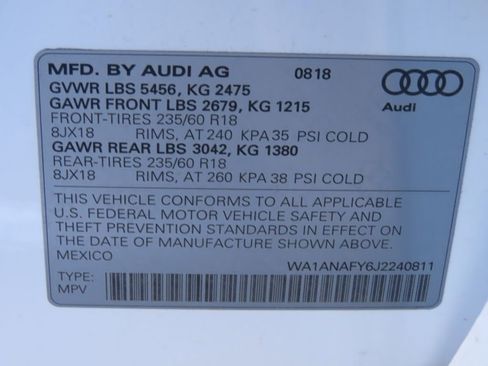 MFD. BY AUDI AG 0818
GVWR LBS 5456, KG 2475
GAWR FRONT LBS 2679, KG 1215
FRONT-TIRES 235/60 R18
8JX18 RIMS, AT 240 KPA 35 PSI COLD
GAWR REAR LBS 3042, KG 1380
REAR-TIRES 235/60 R18
8JX18 RIMS, AT 260 KPA 38 PSI COLD
Audi
THIS VEHICLE CONFORMS TO ALL APPLICABLE
U.S. FEDERAL MOTOR VEHICLE SAFETY AND
THEFT PREVENTION STANDARDS IN EFFECT ON
THE DATE OF MANUFACTURE SHOWN ABOVE.
MEXICO WA1ANAFY6J2240811
TYPE:
MPV